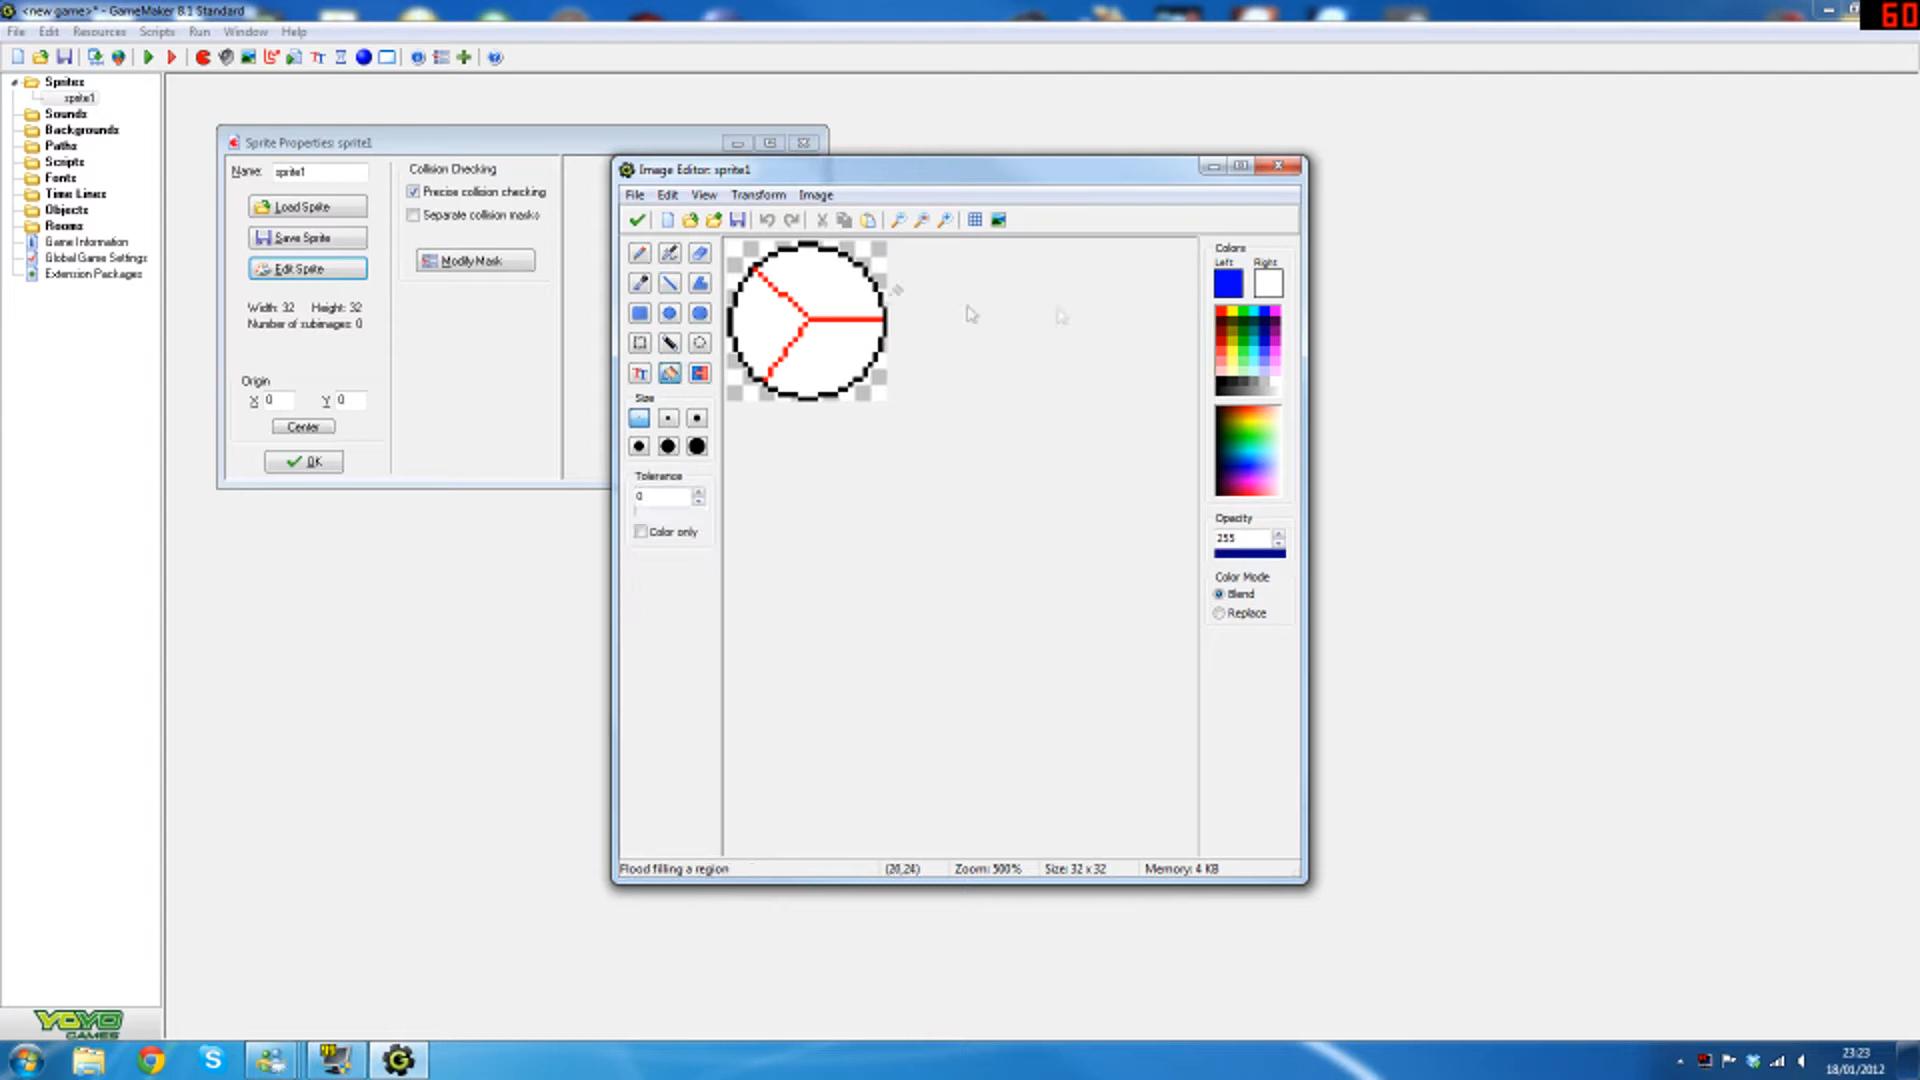 <new game>* - GameMaker 8.1 Standard
60
File Edit Resources Scripts Run Window Help
Sprites
sprite1
Sounds
Backgrounds
Paths
Scripts
Fonts
Time Lines
Objects
Rooms
Game Information
Global Game Settings
Extension Packages
Sprite Properties: sprite1
Name: sprite1
Load Sprite
Save Sprite
Edit Sprite
Width: 32 Height: 32
Number of subimages: 0
Origin
X 0 Y 0
Center
OK
Collision Checking
Precise collision checking
Separate collision masks
Modify Mask
Image Editor: sprite1
File Edit View Transform Image
Size
Tolerance
0
Color only
Colors
Left Right
Opacity
255
Color Mode
Blend
Replace
Flood filling a region (20,24) Zoom: 500% Size: 32 x 32 Memory: 4 KB
YOYO
GAMES
23:23
18/01/2012